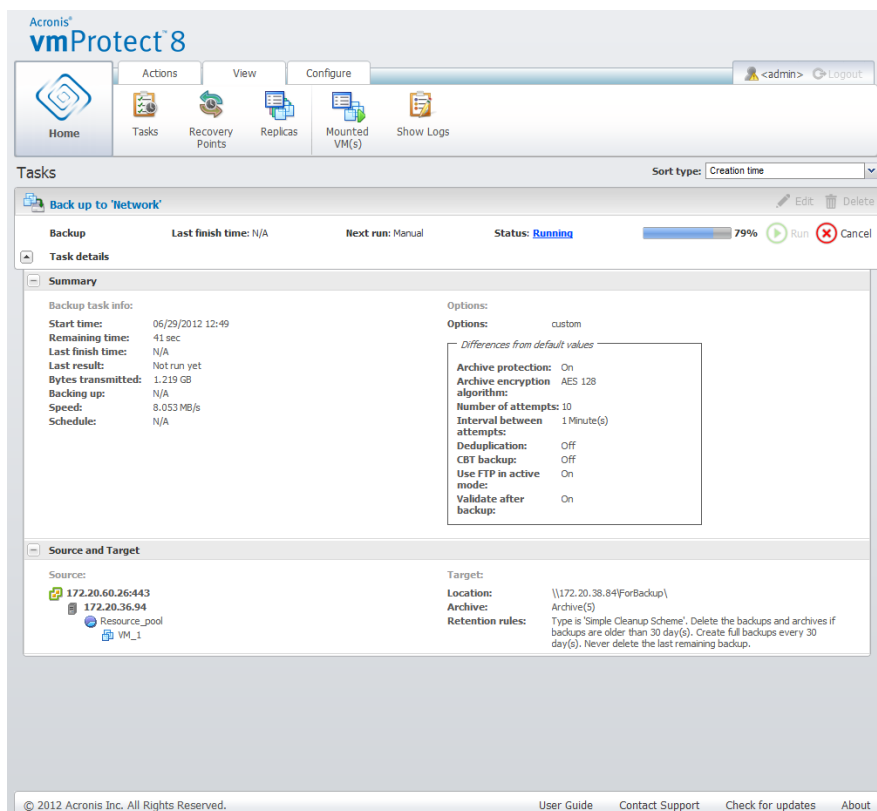 Acronis®
vmProtect™ 8
Actions View Configure
<admin> Logout
Home
Tasks
Recovery Points
Replicas
Mounted VM(s)
Show Logs
Tasks
Sort type: Creation time
Back up to 'Network'
Edit Delete
Backup Last finish time: N/A Next run: Manual Status: Running 79% Run Cancel
Task details
Summary
Backup task info:
Start time: 06/29/2012 12:49
Remaining time: 41 sec
Last finish time: N/A
Last result: Not run yet
Bytes transmitted: 1.219 GB
Backing up: N/A
Speed: 8.053 MB/s
Schedule: N/A
Options:
Options: custom
Differences from default values
Archive protection: On
Archive encryption AES 128
algorithm:
Number of attempts: 10
Interval between 1 Minute(s)
attempts:
Deduplication: Off
CBT backup: Off
Use FTP in active On
mode:
Validate after On
backup:
Source and Target
Source:
172.20.60.26:443
172.20.36.94
Resource_pool
VM_1
Target:
Location: \\172.20.38.84\ForBackup\
Archive: Archive(5)
Retention rules: Type is 'Simple Cleanup Scheme'. Delete the backups and archives if
backups are older than 30 day(s). Create full backups every 30
day(s). Never delete the last remaining backup.
© 2012 Acronis Inc. All Rights Reserved. User Guide Contact Support Check for updates About